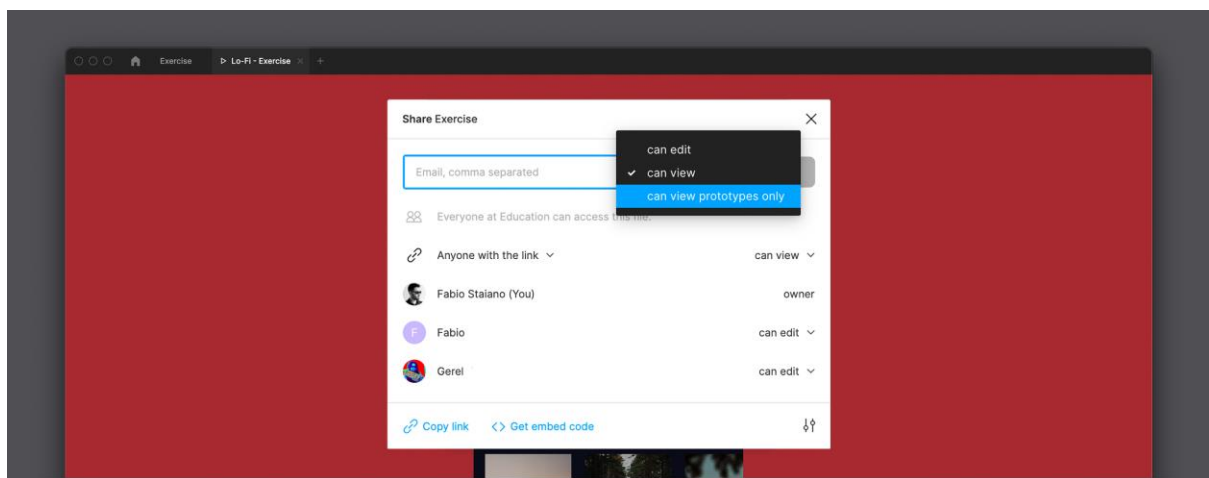 Exercise
Lo-Fi - Exercise
Share Exercise
can edit
Email, comma separated
can view
can view prototypes only
Everyone at Education can access this file.
Anyone with the link
can view
Fabio Staiano (You)
owner
F
Fabio
can edit
Gerel
can edit
Copy link
Get embed code